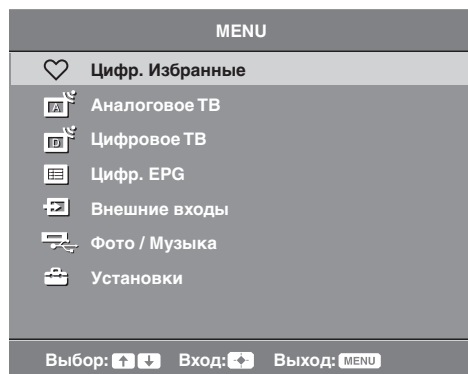 MENU
Цифр. Избранные
Аналоговое ТВ
Цифровое ТВ
Цифр. EPG
Внешние входы
Фото / Музыка
Установки
Выбор: Вход: Выход: MENU